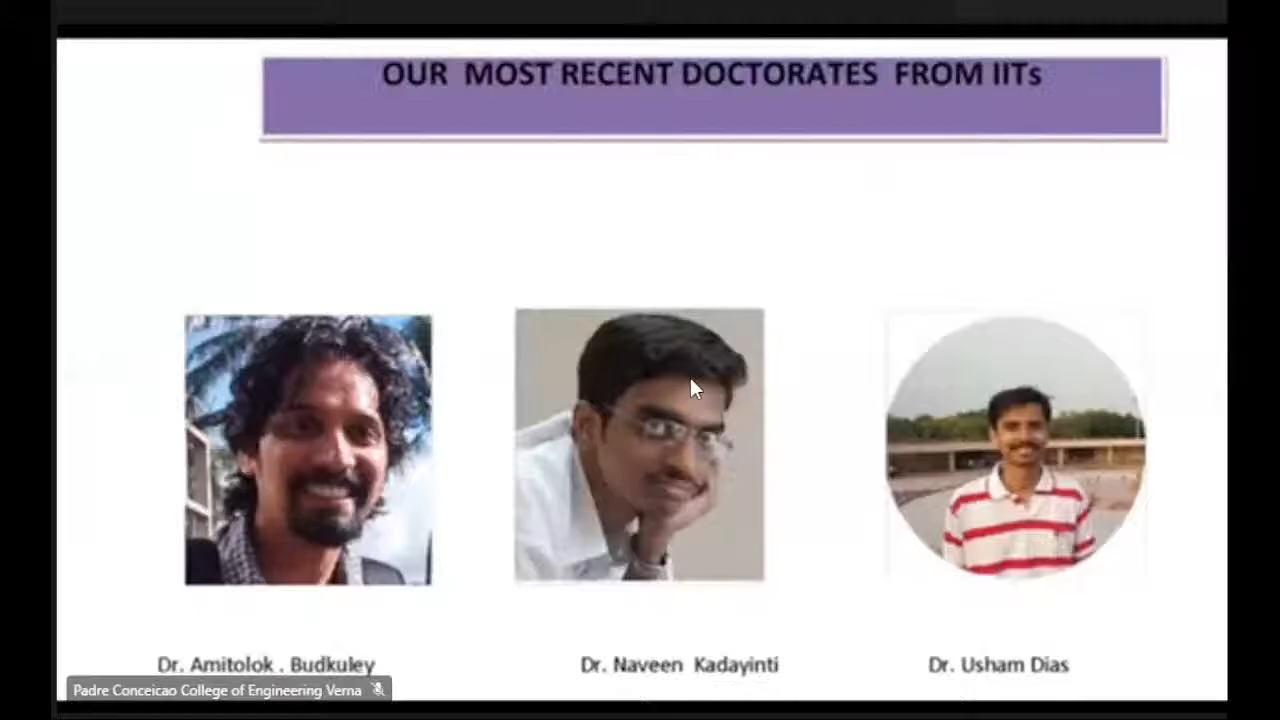 OUR MOST RECENT DOCTORATES FROM IITs
Dr. Amitolok . Budkuley
Dr. Naveen Kadayinti
Dr. Usham Dias
Padre Conceicao College of Engineering Verna